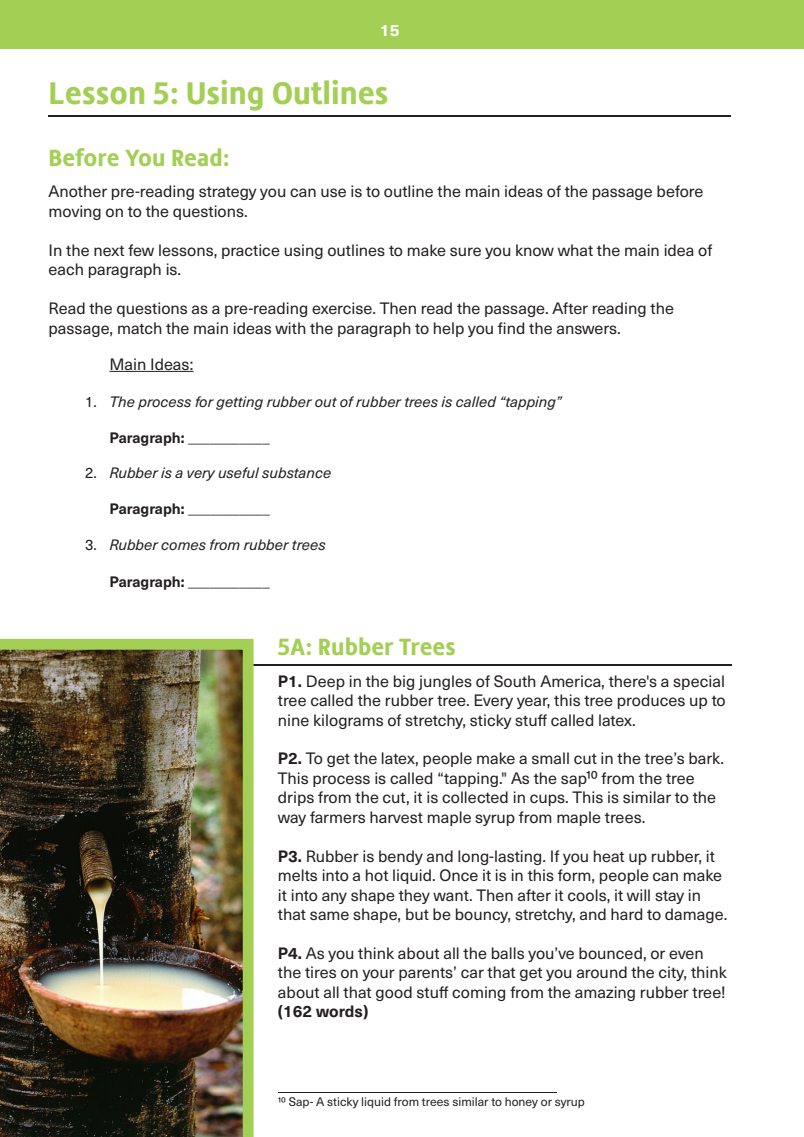 15
Lesson 5: Using Outlines
Before You Read:
Another pre-reading strategy you can use is to outline the main ideas of the passage before
moving on to the questions.
In the next few lessons, practice using outlines to make sure you know what the main idea of
each paragraph is.
Read the questions as a pre-reading exercise. Then read the passage. After reading the
passage, match the main ideas with the paragraph to help you find the answers.
Main Ideas:
1. The process for getting rubber out of rubber trees is called “tapping”
Paragraph: __________
2. Rubber is a very useful substance
Paragraph: __________
3. Rubber comes from rubber trees
Paragraph: __________
5A: Rubber Trees
P1. Deep in the big jungles of South America, there's a special
tree called the rubber tree. Every year, this tree produces up to
nine kilograms of stretchy, sticky stuff called latex.
P2. To get the latex, people make a small cut in the tree’s bark.
This process is called “tapping." As the sap¹⁰ from the tree
drips from the cut, it is collected in cups. This is similar to the
way farmers harvest maple syrup from maple trees.
P3. Rubber is bendy and long-lasting. If you heat up rubber, it
melts into a hot liquid. Once it is in this form, people can make
it into any shape they want. Then after it cools, it will stay in
that same shape, but be bouncy, stretchy, and hard to damage.
P4. As you think about all the balls you’ve bounced, or even
the tires on your parents’ car that get you around the city, think
about all that good stuff coming from the amazing rubber tree!
(162 words)
¹⁰ Sap- A sticky liquid from trees similar to honey or syrup